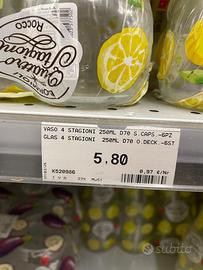 Quattro
Stagioni
ROCCO
VASO 4 STAGIONI 250ML D70 S.CAPS.-6PZ
GLAS 4 STAGIONI 250ML D70 O.DECK.-6ST
5,80
K520986
0,97 €/Nr
Subito